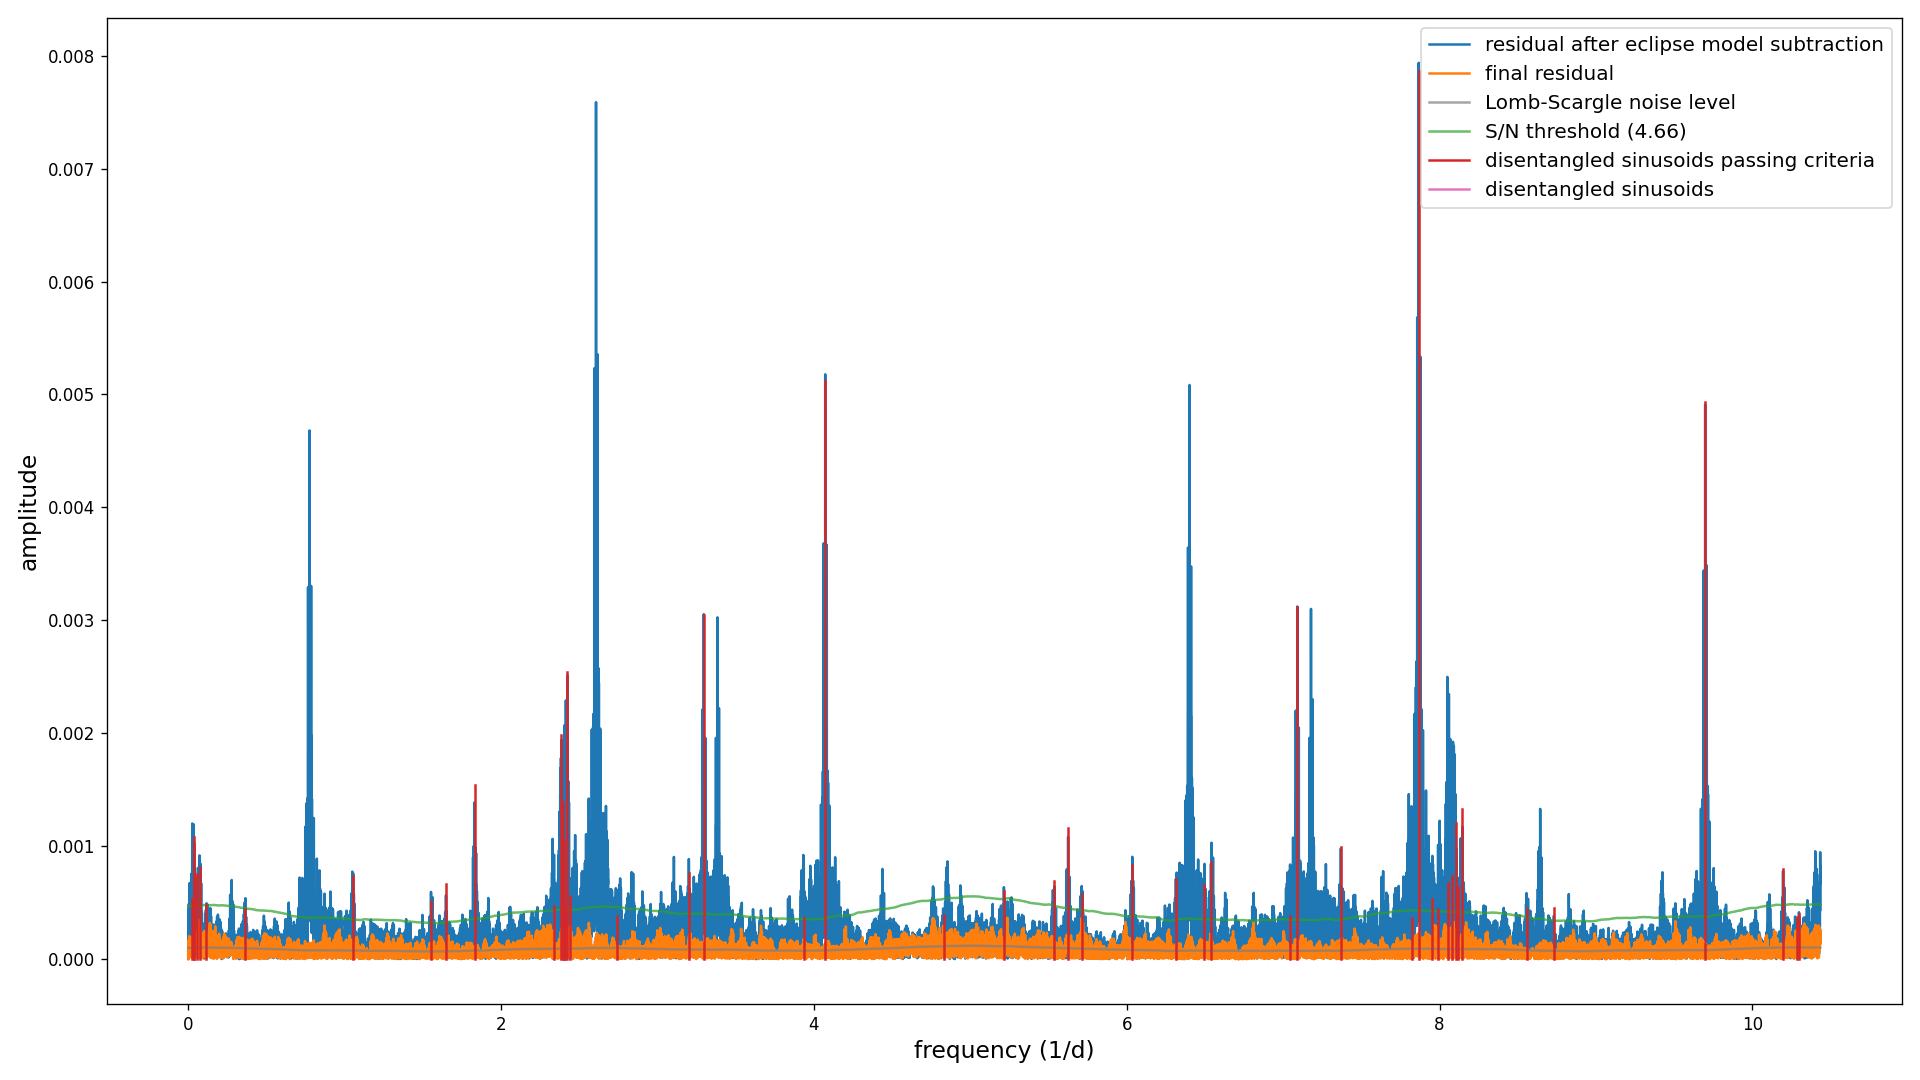 0.008
0.007
0.006
0.005
0.004
0.003
0.002
0.001
0.000
amplitude
0
2
4
6
8
10
frequency (1/d)
residual after eclipse model subtraction
final residual
Lomb-Scargle noise level
S/N threshold (4.66)
disentangled sinusoids passing criteria
disentangled sinusoids